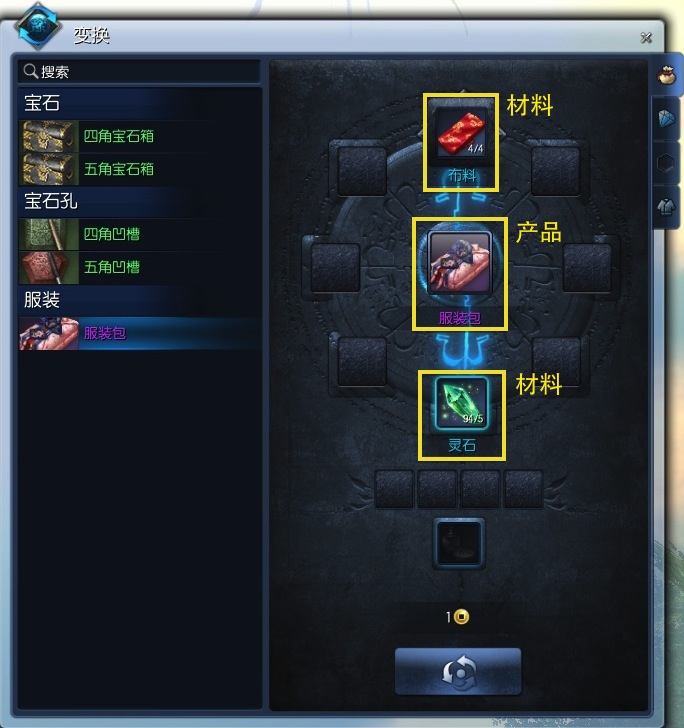 变换
搜索
宝石
四角宝石箱
五角宝石箱
宝石孔
四角凹槽
五角凹槽
服装
服装包
材料
4/4
布料
产品
服装包
材料
94/5
灵石
1